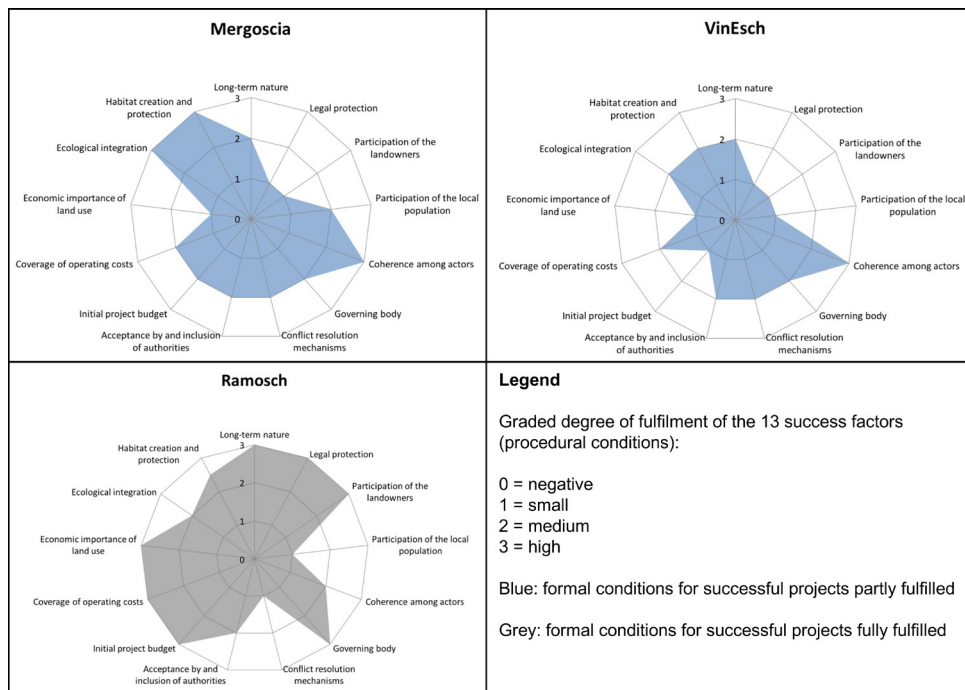 Mergoscia
Long-term nature
3
Legal protection
Habitat creation and
protection
Participation of the
landowners
2
Ecological integration
1
Economic importance of
land use
Participation of the local
population
0
Coverage of operating costs
Coherence among actors
Initial project budget
Governing body
Acceptance by and inclusion
of authorities
Conflict resolution
mechanisms
VinEsch
Long-term nature
3
Legal protection
Habitat creation and
protection
Participation of the
landowners
2
Ecological integration
1
Economic importance of
land use
Participation of the local
population
0
Coverage of operating costs
Coherence among actors
Initial project budget
Governing body
Acceptance by and inclusion
of authorities
Conflict resolution
mechanisms
Ramosch
Long-term nature
3
Legal protection
Habitat creation and
protection
Participation of the
landowners
2
Ecological integration
1
Economic importance of
land use
Participation of the local
population
0
Coverage of operating costs
Coherence among actors
Initial project budget
Governing body
Acceptance by and
inclusion of authorities
Conflict resolution
mechanisms
Legend
Graded degree of fulfilment of the 13 success factors
(procedural conditions):
0 = negative
1 = small
2 = medium
3 = high
Blue: formal conditions for successful projects partly fulfilled
Grey: formal conditions for successful projects fully fulfilled